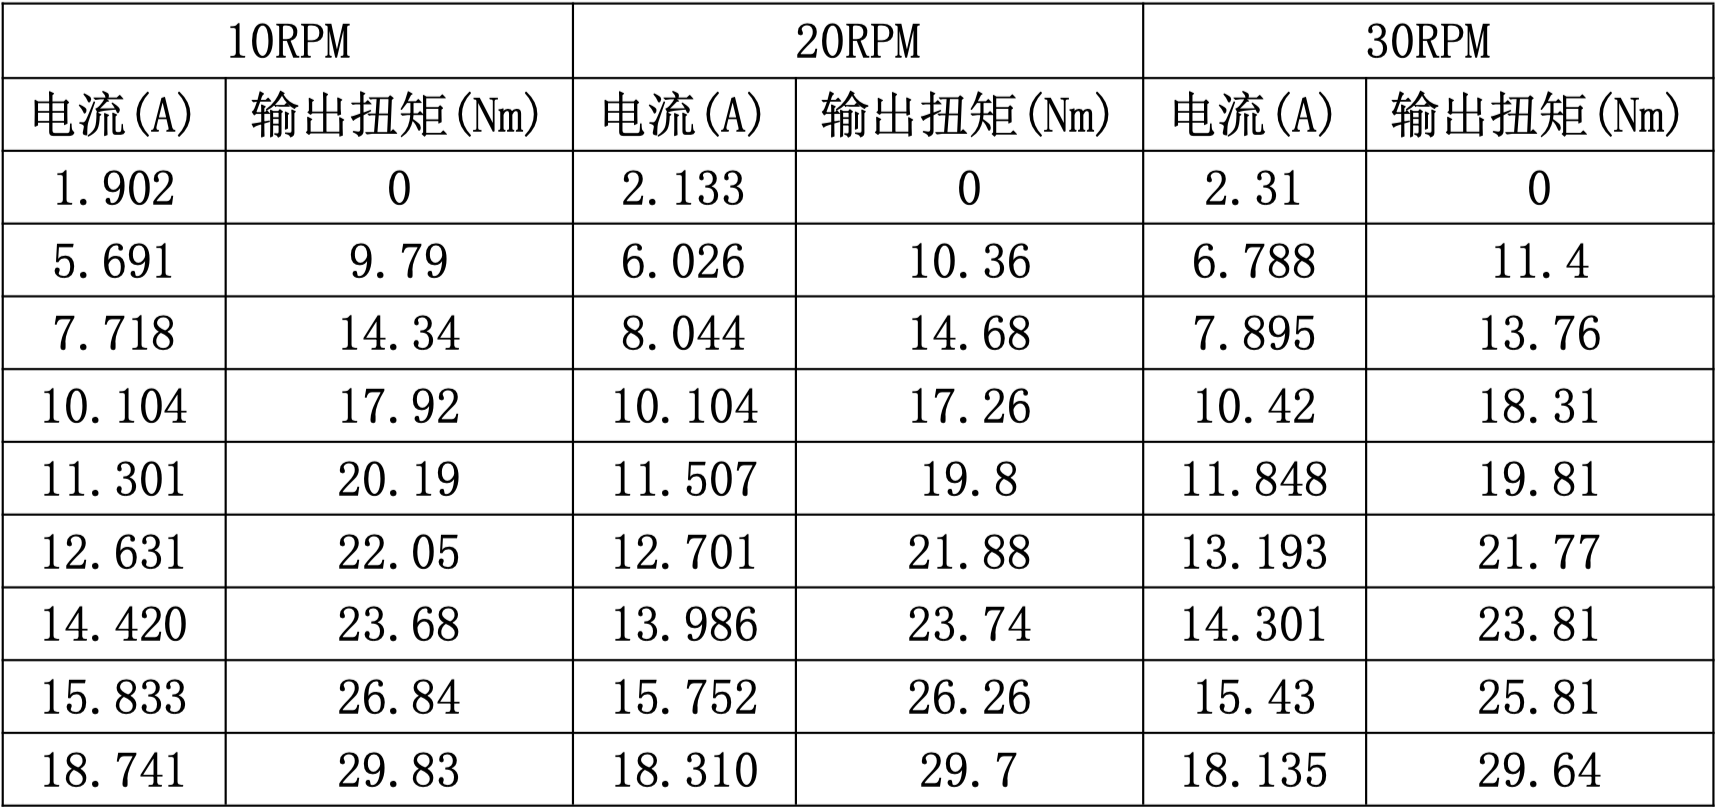 10RPM 20RPM 30RPM
电流(A) 输出扭矩(Nm) 电流(A) 输出扭矩(Nm) 电流(A) 输出扭矩(Nm)
1.902 0 2.133 0 2.31 0
5.691 9.79 6.026 10.36 6.788 11.4
7.718 14.34 8.044 14.68 7.895 13.76
10.104 17.92 10.104 17.26 10.42 18.31
11.301 20.19 11.507 19.8 11.848 19.81
12.631 22.05 12.701 21.88 13.193 21.77
14.420 23.68 13.986 23.74 14.301 23.81
15.833 26.84 15.752 26.26 15.43 25.81
18.741 29.83 18.310 29.7 18.135 29.64